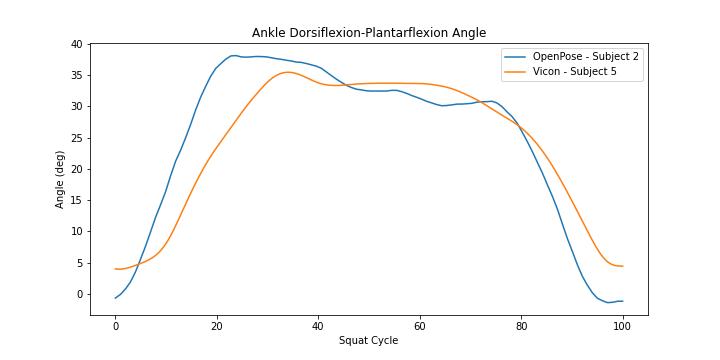 Ankle Dorsiflexion-Plantarflexion Angle
OpenPose - Subject 2
Vicon - Subject 5
Angle (deg)
40
35
30
25
20
15
10
5
0
0 20 40 60 80 100
Squat Cycle